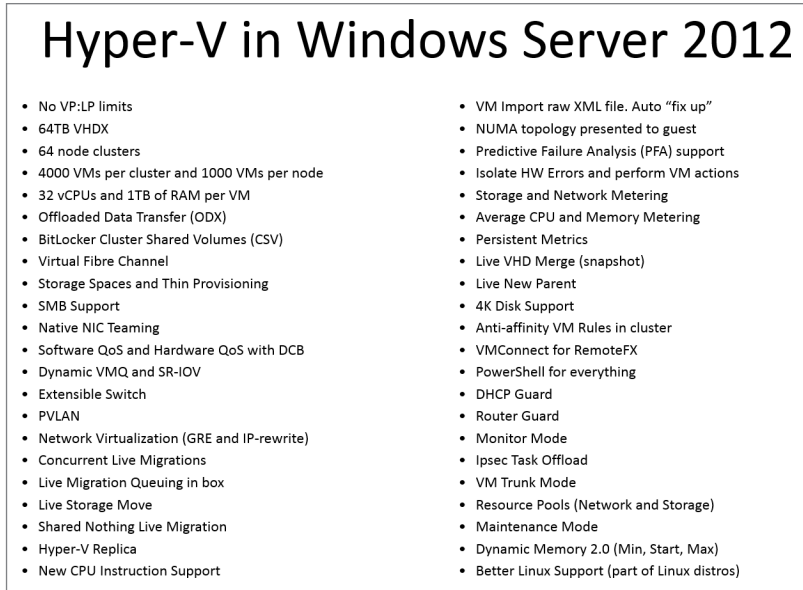 Hyper-V in Windows Server 2012
• No VP:LP limits
• 64TB VHDX
• 64 node clusters
• 4000 VMs per cluster and 1000 VMs per node
• 32 vCPUs and 1TB of RAM per VM
• Offloaded Data Transfer (ODX)
• BitLocker Cluster Shared Volumes (CSV)
• Virtual Fibre Channel
• Storage Spaces and Thin Provisioning
• SMB Support
• Native NIC Teaming
• Software QoS and Hardware QoS with DCB
• Dynamic VMQ and SR-IOV
• Extensible Switch
• PVLAN
• Network Virtualization (GRE and IP-rewrite)
• Concurrent Live Migrations
• Live Migration Queuing in box
• Live Storage Move
• Shared Nothing Live Migration
• Hyper-V Replica
• New CPU Instruction Support
• VM Import raw XML file. Auto “fix up”
• NUMA topology presented to guest
• Predictive Failure Analysis (PFA) support
• Isolate HW Errors and perform VM actions
• Storage and Network Metering
• Average CPU and Memory Metering
• Persistent Metrics
• Live VHD Merge (snapshot)
• Live New Parent
• 4K Disk Support
• Anti-affinity VM Rules in cluster
• VMConnect for RemoteFX
• PowerShell for everything
• DHCP Guard
• Router Guard
• Monitor Mode
• Ipsec Task Offload
• VM Trunk Mode
• Resource Pools (Network and Storage)
• Maintenance Mode
• Dynamic Memory 2.0 (Min, Start, Max)
• Better Linux Support (part of Linux distros)